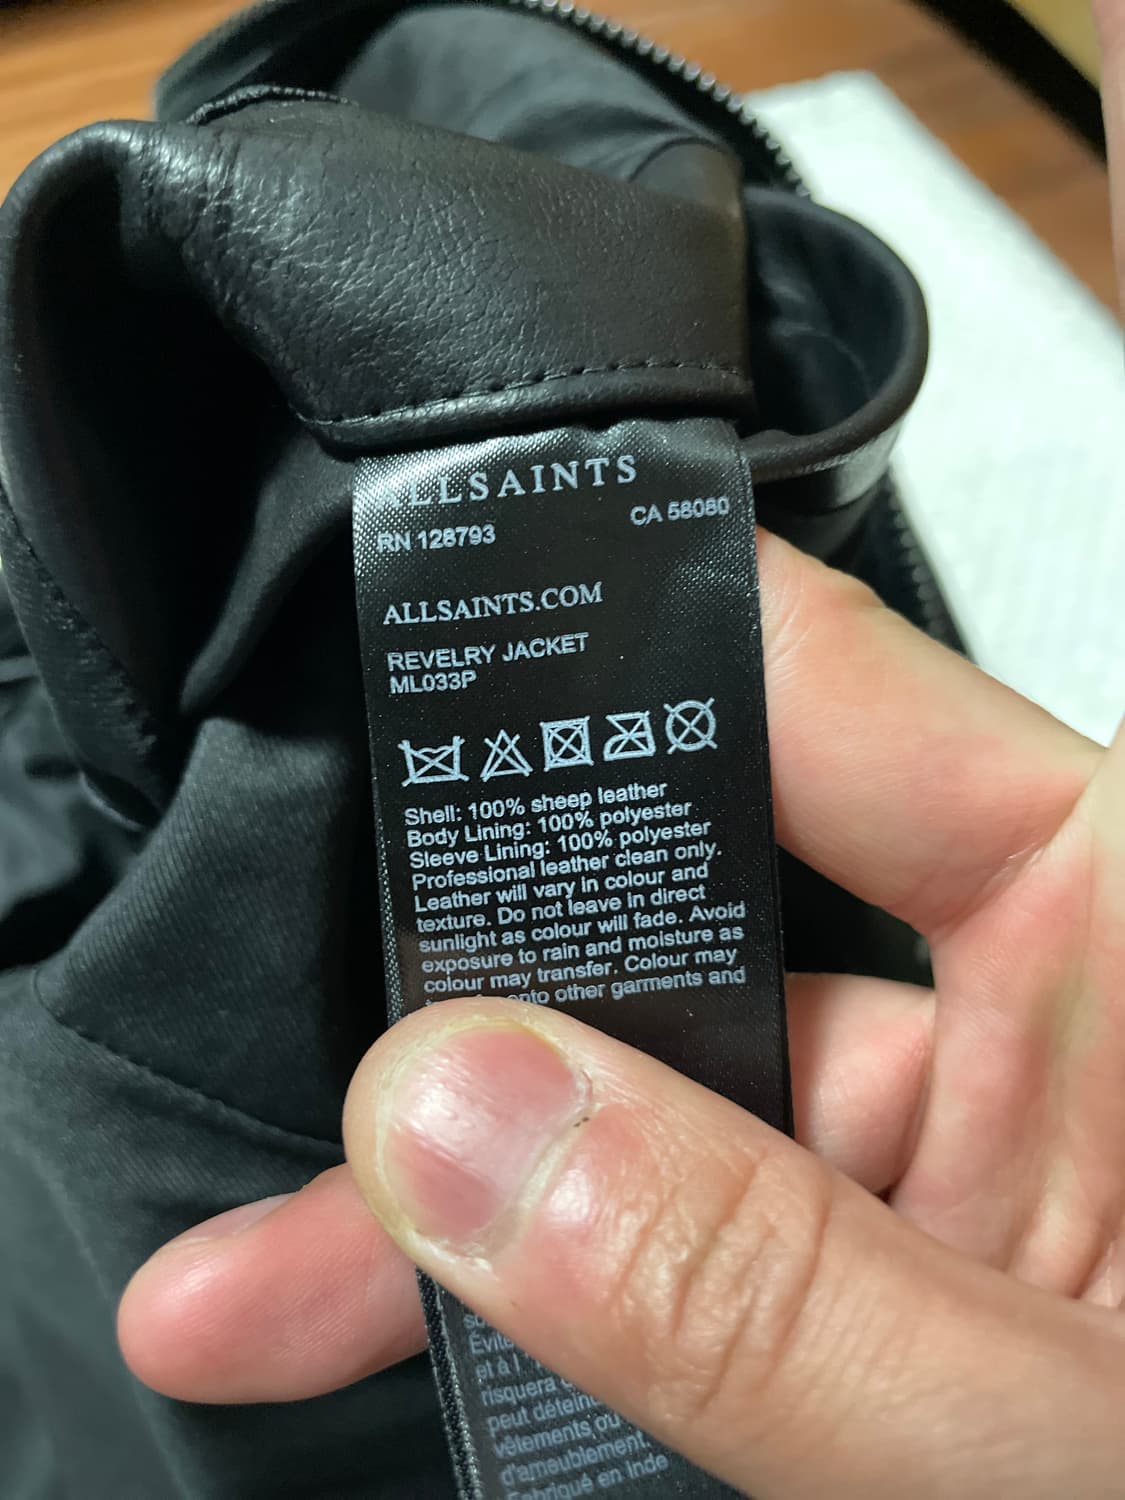 ALLSAINTS
RN 128793 CA 58080
ALLSAINTS.COM
REVELRY JACKET
ML033P
Shell: 100% sheep leather
Body Lining: 100% polyester
Sleeve Lining: 100% polyester
Professional leather clean only.
Leather will vary in colour and
texture. Do not leave in direct
sunlight as colour will fade. Avoid
exposure to rain and moisture as
colour may transfer. Colour may
onto other garments and
et à l'
risquera
peut
vêtements ou
d'ameublement.
Fabriqué en Inde